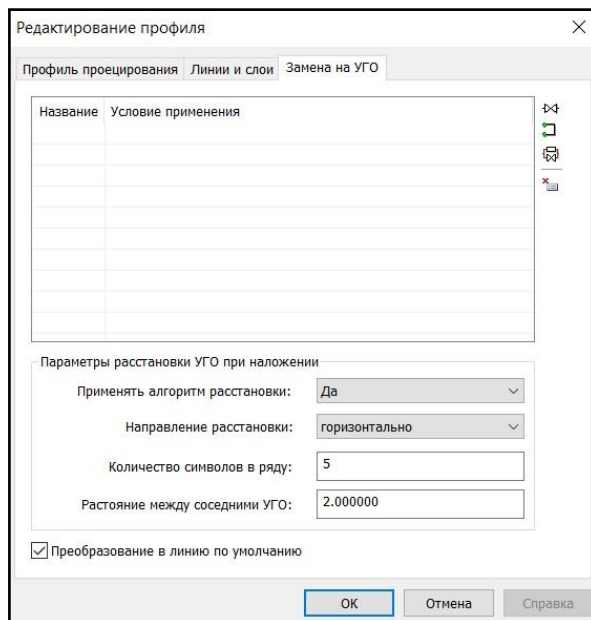 Редактирование профиля
Профиль проецирования Линии и слои Замена на УГО
Название Условие применения
Параметры расстановки УГО при наложении
Применять алгоритм расстановки: Да
Направление расстановки: горизонтально
Количество символов в ряду: 5
Растояние между соседними УГО: 2.000000
Преобразование в линию по умолчанию
ОК Отмена Справка